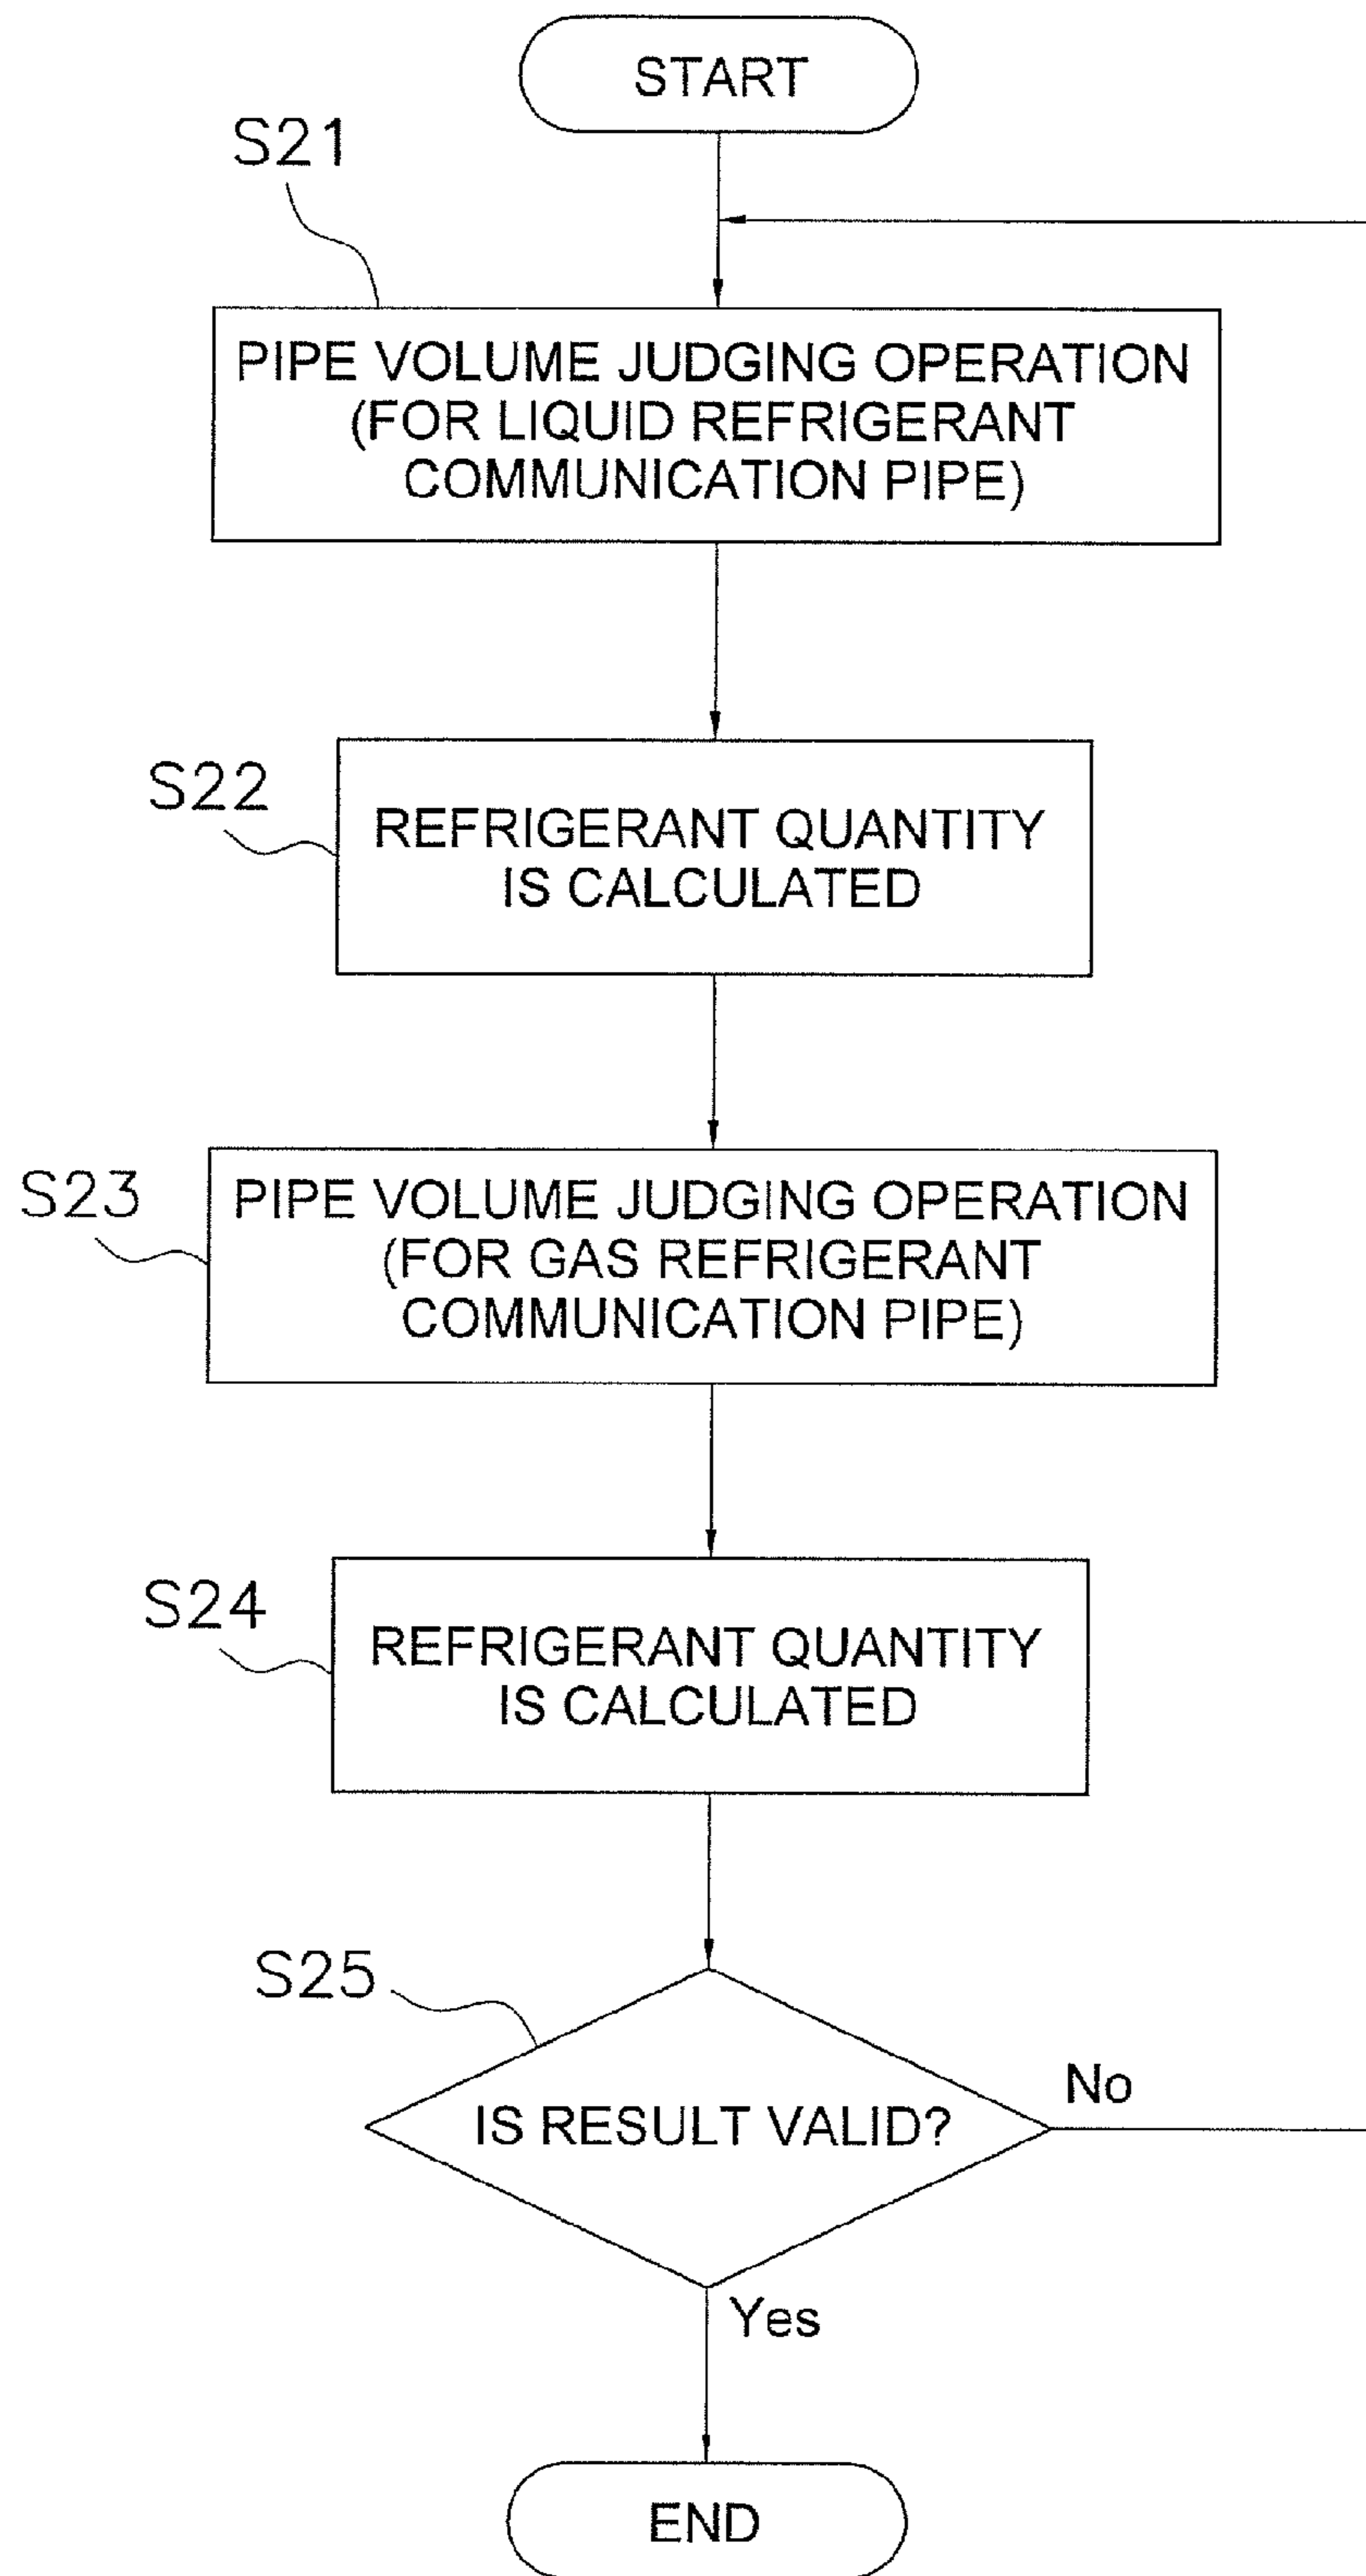 START
S21
PIPE VOLUME JUDGING OPERATION
(FOR LIQUID REFRIGERANT
COMMUNICATION PIPE)
S22
REFRIGERANT QUANTITY
IS CALCULATED
S23
PIPE VOLUME JUDGING OPERATION
(FOR GAS REFRIGERANT
COMMUNICATION PIPE)
S24
REFRIGERANT QUANTITY
IS CALCULATED
S25
IS RESULT VALID?
No
Yes
END